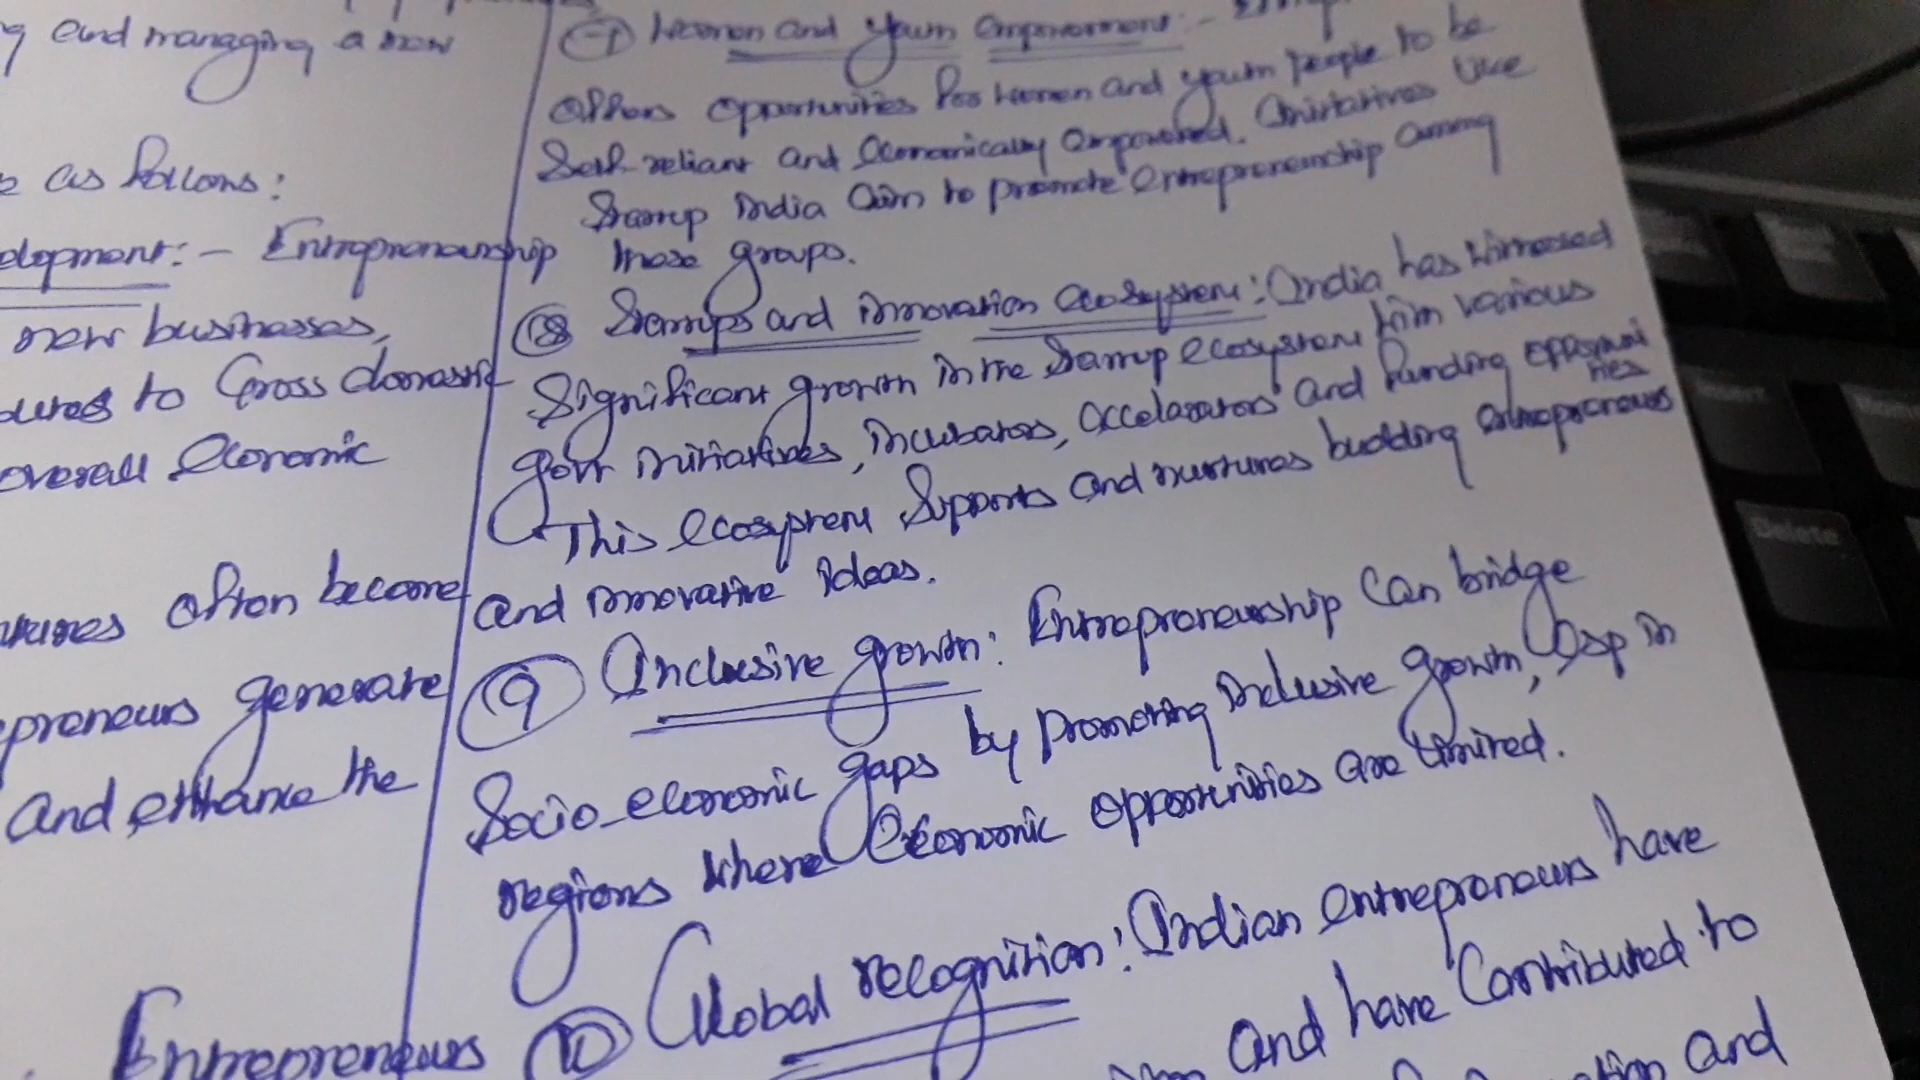 and managing a new
as follows:
Entrepreneurship
new businesses,
to Gross domestic
overall economic
often become
generate
and enhance the
Entrepreneurs
7 Women and youth empowerment:-
offers opportunities for women and youth people to be
Self-reliant and economically empowered. Initiatives like
Startup India aim to promote entrepreneurship among
these groups.
8 Startups and innovation ecosystem: India has witnessed
Significant growth in the startup ecosystem with various
govt initiatives, incubators, accelarators and funding opportunities
This ecosystem supports and nurtures budding entrepreneurs
and innovative ideas.
9 Inclusive growth: Entrepreneurship can bridge
Socio-economic gaps by promoting inclusive growth, esp in
regions where economic opportunities are limited.
10 Global recognition: Indian entrepreneurs have
and have contributed to
and
Delete